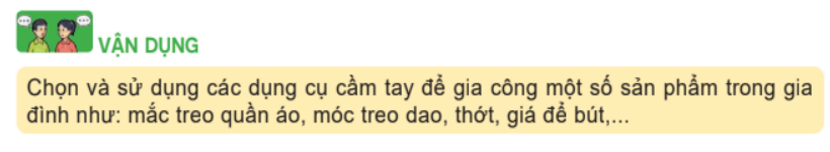 VẬN DỤNG
Chọn và sử dụng các dụng cụ cầm tay để gia công một số sản phẩm trong gia
đình như: mắc treo quần áo, móc treo dao, thớt, giá để bút,...